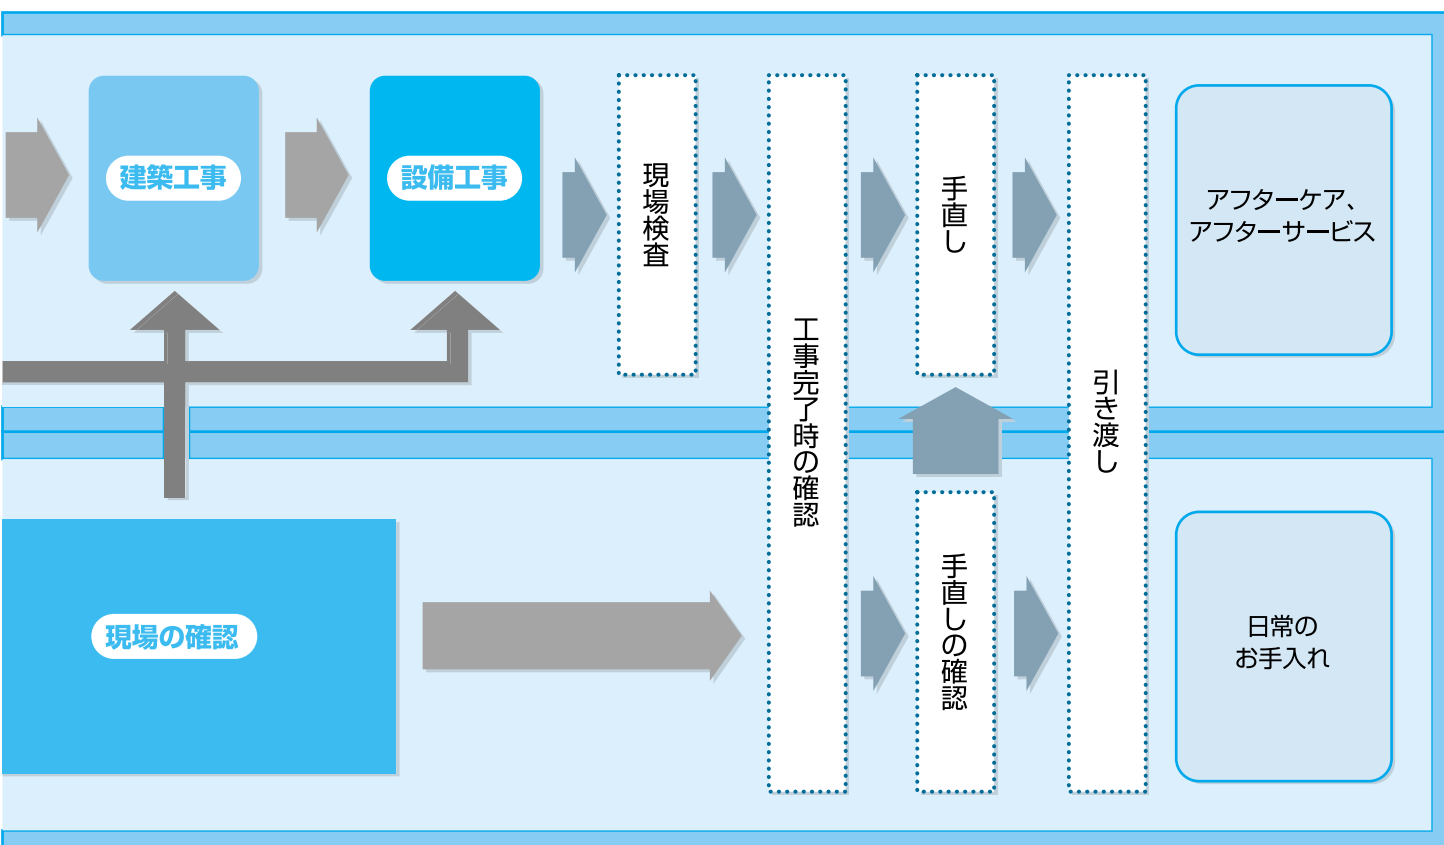 建築工事
設備工事
現場検査
工事完了時の確認
手直し
引き渡し
アフターケア、
アフターサービス
現場の確認
手直しの確認
日常の
お手入れ